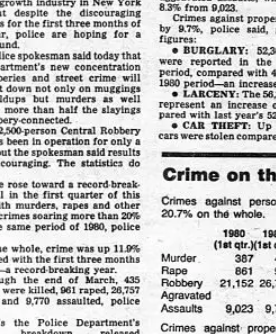 growth industry in New York
despite the discouraging
s for the first three months of
r, police are hoping for a
und.
lice spokesman said today that
partment's new concentration
beries and street crime will
t down not only on muggings
ldups but murders as well
more than half the slayings
bery-connected.
2,500-person Central Robbery
s been in operation for only a
out the spokesman said results
couraging. The statistics do
e rose toward a record-break-
l in the first quarter of this
th murders, rapes and other
crimes soaring more than 20%
e same period of 1980, police
e whole, crime was up 11.9%
ed with the first three months
—a record-breaking year.
ugh the end of March, 435
were killed, 961 raped, 26,757
and 9,770 assaulted, police
s the Police Department's
breakdown released
8.3% from 9,023.
Crimes against prope
by 9.7%, police said,
figures:
● BURGLARY: 52,3
were reported in the
period, compared with 4
1980 period—an increase
● LARCENY: The 56,
represent an increase o
pared with last year's 52
● CAR THEFT: Up
cars were stolen compare
Crime on th
Crimes against perso
20.7% on the whole.
1980 19
(1st qtr.)(1st q
Murder 387 4
Rape 861
Robbery 21,152 26,7
Agravated
Assaults 9,023 9,
Crimes against prop